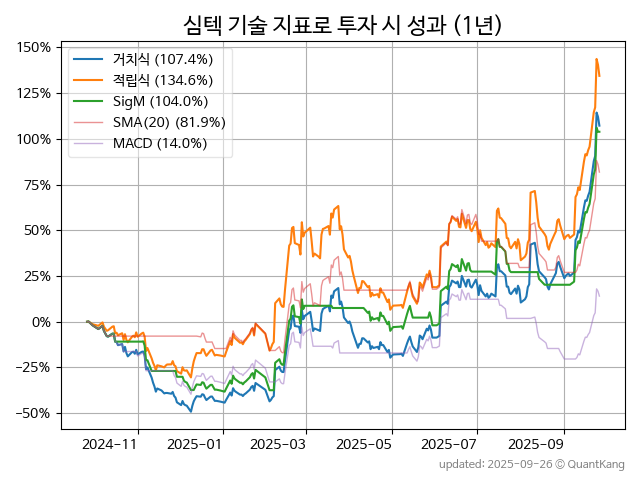 심텍 기술 지표로 투자 시 성과 (1년)
150%
125%
100%
75%
50%
25%
0%
−25%
−50%
거치식 (107.4%)
적립식 (134.6%)
SigM (104.0%)
SMA(20) (81.9%)
MACD (14.0%)
2024-11
2025-01
2025-03
2025-05
2025-07
2025-09
updated: 2025-09-26 © QuantKang